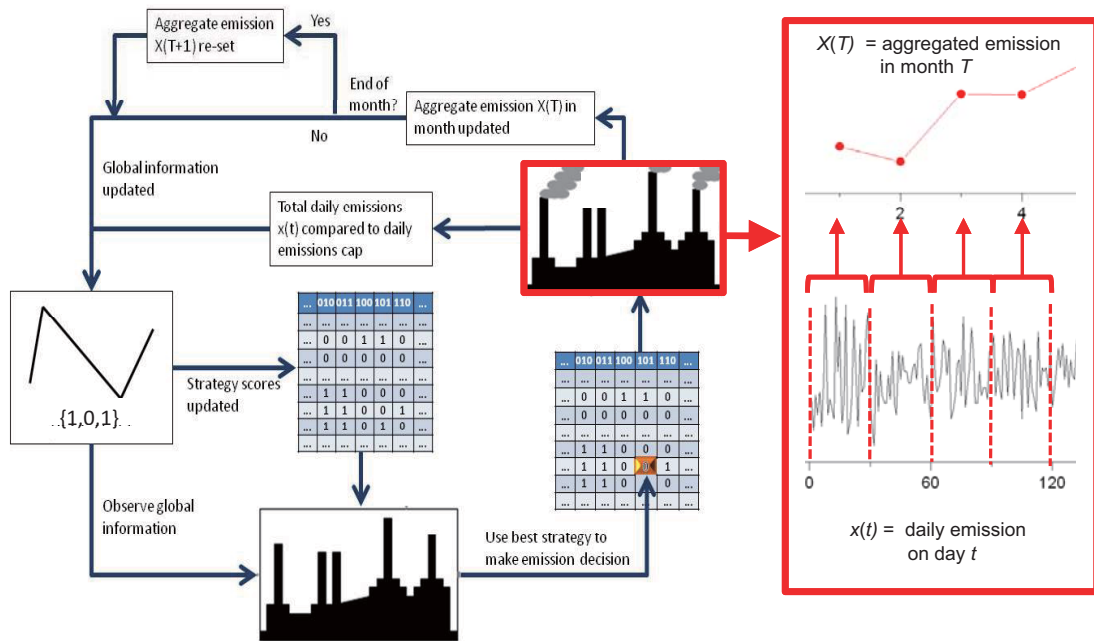 Aggregate emission
X(T+1) re-set
Yes
End of
month?
No
Aggregate emission X(T) in
month updated
Global information
updated
Total daily emissions
x(t) compared to daily
emissions cap
..{1,0,1}..
Strategy scores
updated
... 010 011 100 101 110 ...
... ... ... ... ... ... ...
... 0 0 1 1 0 ...
... 0 0 0 0 0 ...
... ... ... ... ... ... ...
... 1 1 0 0 0 ...
... 1 1 0 0 1 ...
... 1 1 0 1 0 ...
... ... ... ... ... ... ...
... 010 011 100 101 110 ...
... ... ... ... ... ... ...
... 0 0 1 1 0 ...
... 0 0 0 0 0 ...
... ... ... ... ... ... ...
... 1 1 0 0 0 ...
... 1 1 0 0 1 ...
... 1 1 0 0 ...
... ... ... ... ... ... ...
Observe global
information
Use best strategy to
make emission decision
X(T) = aggregated emission
in month T
2 4
0 60 120
x(t) = daily emission
on day t